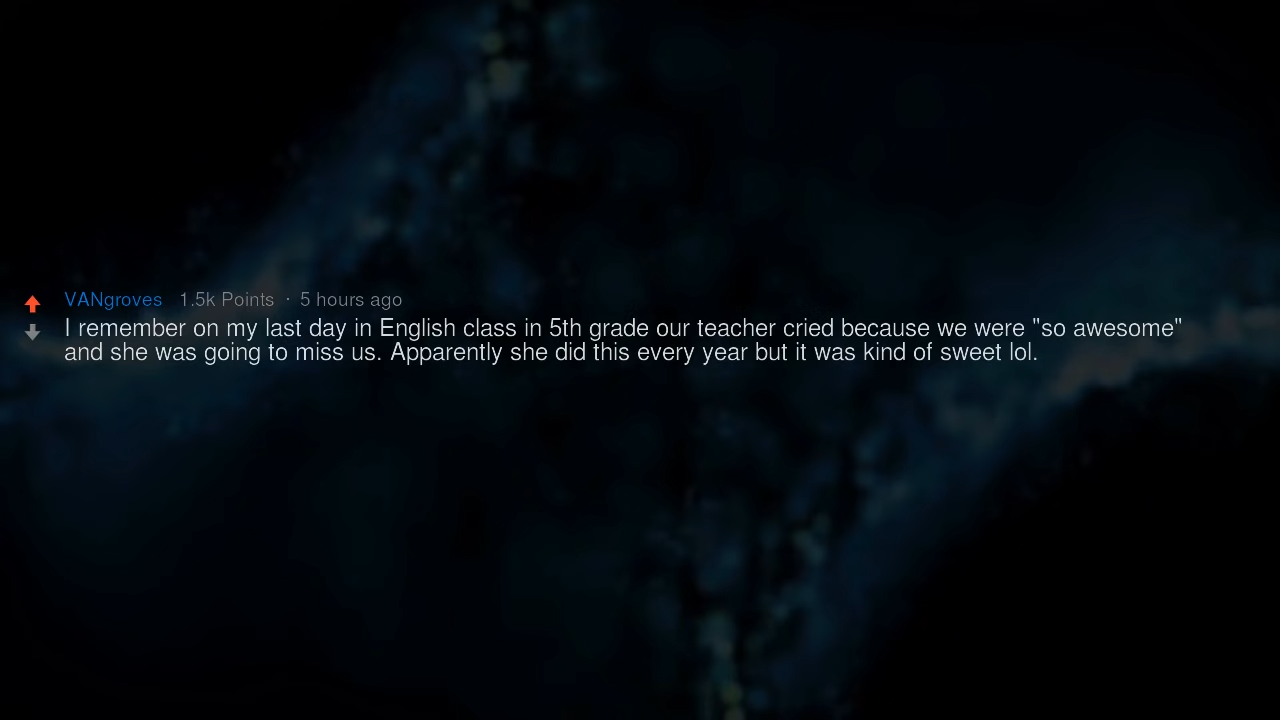 VANgroves 1.5k Points · 5 hours ago
I remember on my last day in English class in 5th grade our teacher cried because we were "so awesome"
and she was going to miss us. Apparently she did this every year but it was kind of sweet lol.